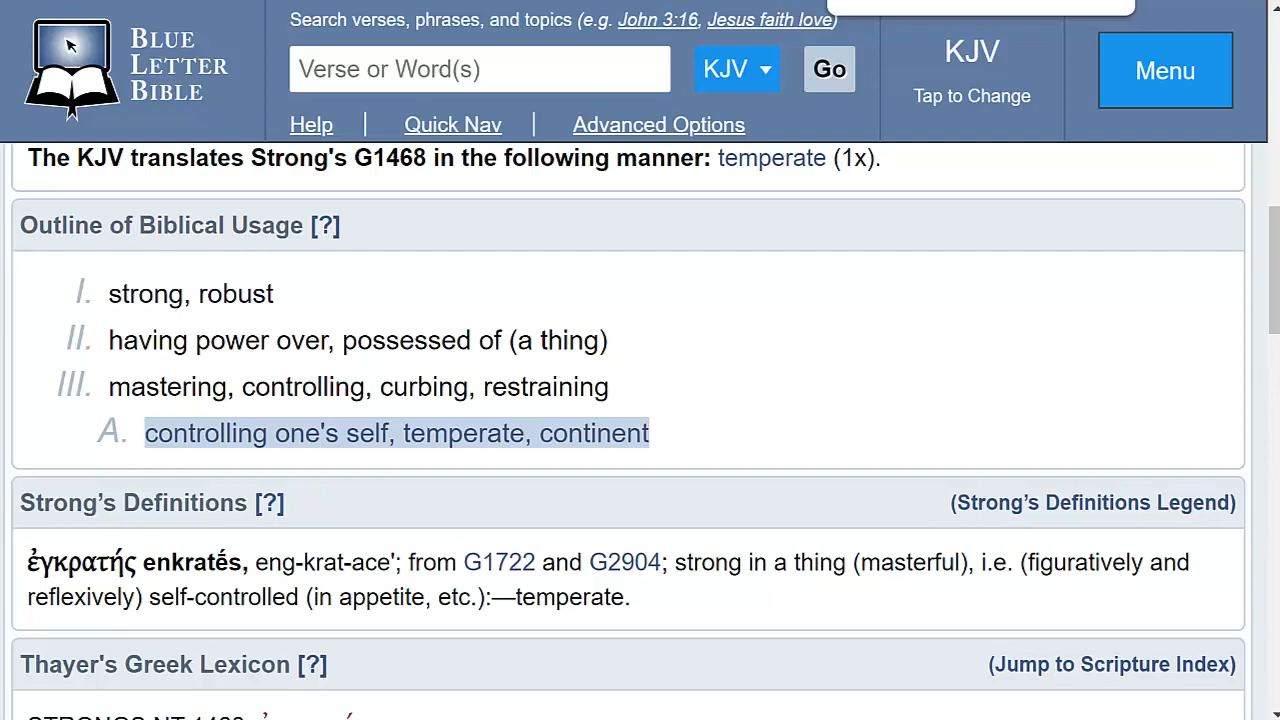 Search verses, phrases, and topics (e.g. John 3:16, Jesus faith love)
BLUE
LETTER
BIBLE
Verse or Word(s)
KJV
Go
KJV
Tap to Change
Menu
Help
Quick Nav
Advanced Options
The KJV translates Strong's G1468 in the following manner: temperate (1x).
Outline of Biblical Usage [?]
I. strong, robust
II. having power over, possessed of (a thing)
III. mastering, controlling, curbing, restraining
A. controlling one's self, temperate, continent
Strong’s Definitions [?]
(Strong’s Definitions Legend)
ἐγκρατής enkratḗs, eng-krat-ace'; from G1722 and G2904; strong in a thing (masterful), i.e. (figuratively and
reflexively) self-controlled (in appetite, etc.):—temperate.
Thayer's Greek Lexicon [?]
(Jump to Scripture Index)